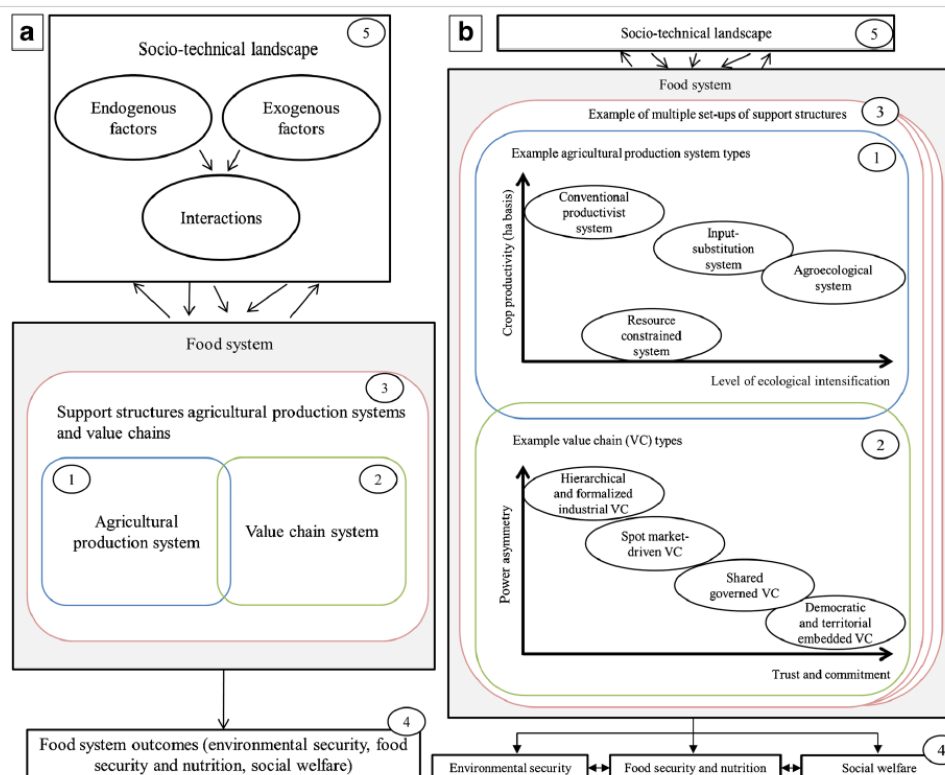 a
5
Socio-technical landscape
Endogenous
factors
Exogenous
factors
Interactions
Food system
3
Support structures agricultural production systems
and value chains
1
2
Agricultural
production system
Value chain system
4
Food system outcomes (environmental security, food
security and nutrition, social welfare)
b
Socio-technical landscape
5
Food system
Example of multiple set-ups of support structures
3
Example agricultural production system types
1
Crop productivity (ha basis)
Conventional
productivist
system
Input-
substitution
system
Agroecological
system
Resource
constrained
system
Level of ecological intensification
Example value chain (VC) types
2
Power asymmetry
Hierarchical
and formalized
industrial VC
Spot market-
driven VC
Shared
governed VC
Democratic
and territorial
embedded VC
Trust and commitment
4
Environmental security
Food security and nutrition
Social welfare